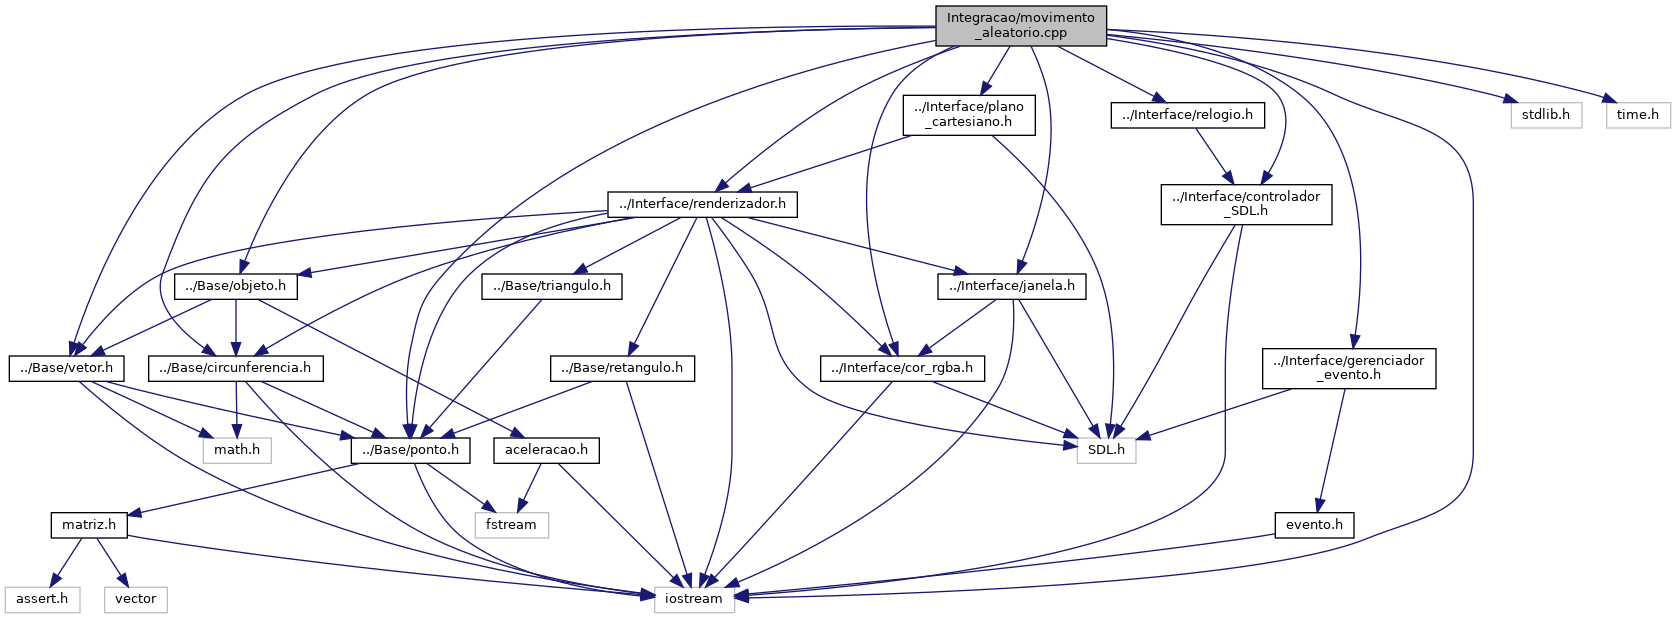 Integracao/movimento
_aleatorio.cpp
../Interface/plano
_cartesiano.h
../Interface/relogio.h
stdlib.h
time.h
../Interface/renderizador.h
../Interface/controlador
_SDL.h
../Base/objeto.h
../Base/triangulo.h
../Interface/janela.h
../Base/vetor.h
../Base/circunferencia.h
../Base/retangulo.h
../Interface/cor_rgba.h
../Interface/gerenciador
_evento.h
math.h
../Base/ponto.h
aceleracao.h
SDL.h
matriz.h
fstream
evento.h
assert.h
vector
iostream